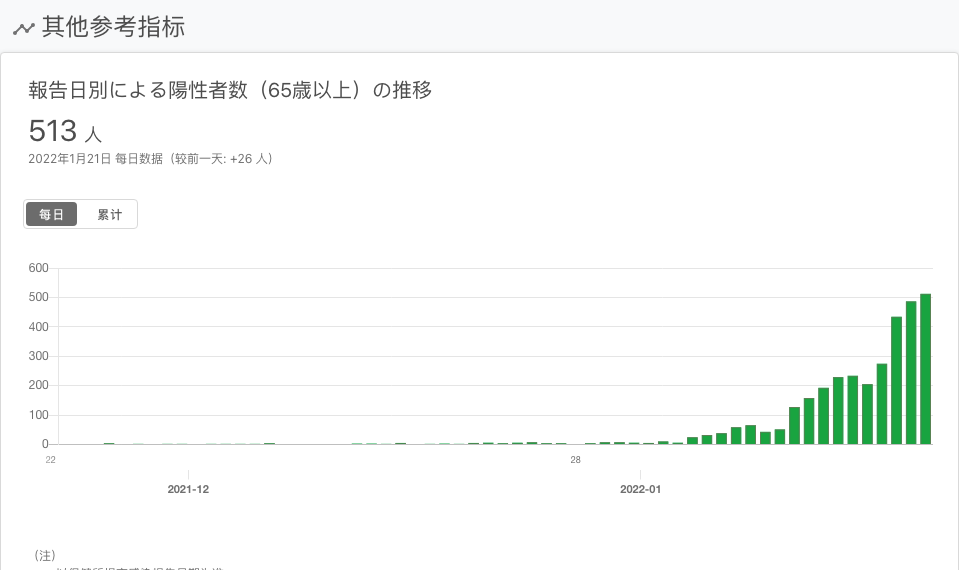 其他参考指标
報告日別による陽性者数（65歳以上）の推移
513 人
2022年1月21日 每日数据（较前一天: +26 人）
每日 累计
600
500
400
300
200
100
0
22 28
2021-12 2022-01
（注）